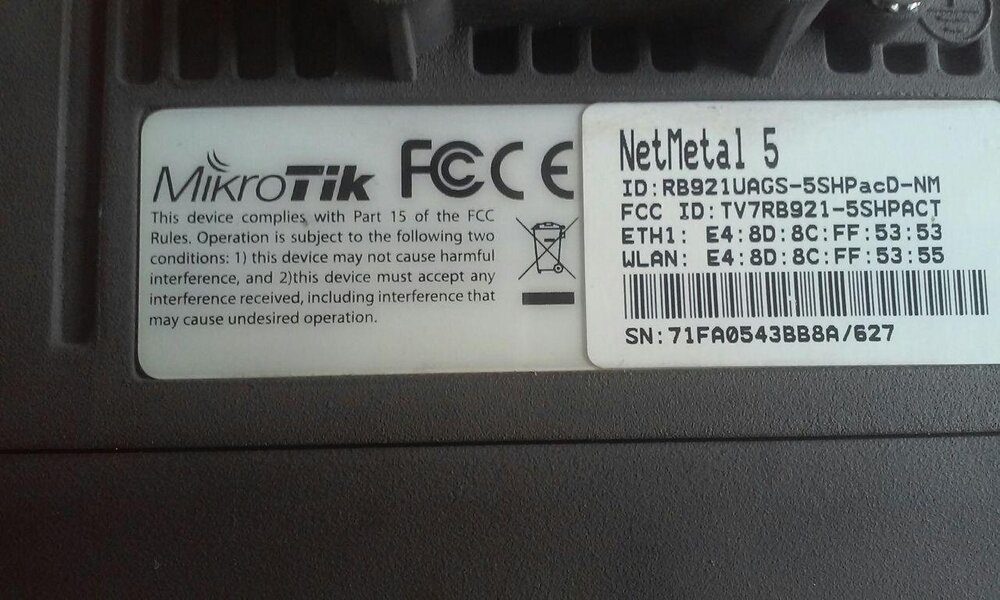 MikroTik FC CE
This device complies with Part 15 of the FCC
Rules. Operation is subject to the following two
conditions: 1) this device may not cause harmful
interference, and 2)this device must accept any
interference received, including interference that
may cause undesired operation.
NetMetal 5
ID:RB921UAGS-5SHPacD-NM
FCC ID:TV7RB921-5SHPACT
ETH1: E4:8D:8C:FF:53:53
WLAN: E4:8D:8C:FF:53:55
SN:71FA0543BB8A/627